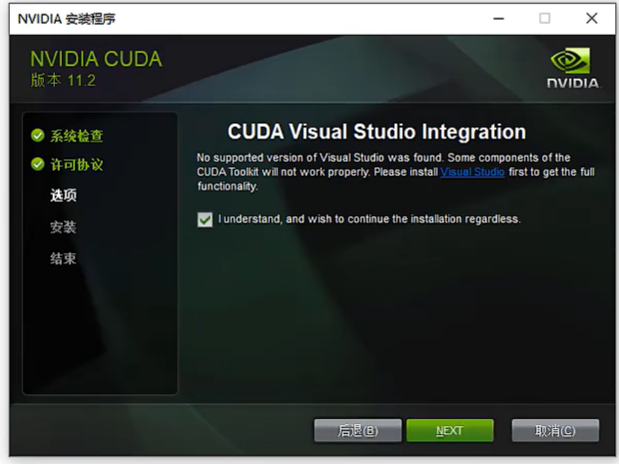 NVIDIA 安装程序
NVIDIA CUDA
版本 11.2
NVIDIA.
系统检查
许可协议
选项
安装
结束
CUDA Visual Studio Integration
No supported version of Visual Studio was found. Some components of the
CUDA Toolkit will not work properly. Please install Visual Studio first to get the full
functionality.
I understand, and wish to continue the installation regardless.
后退(B)
NEXT
取消(C)